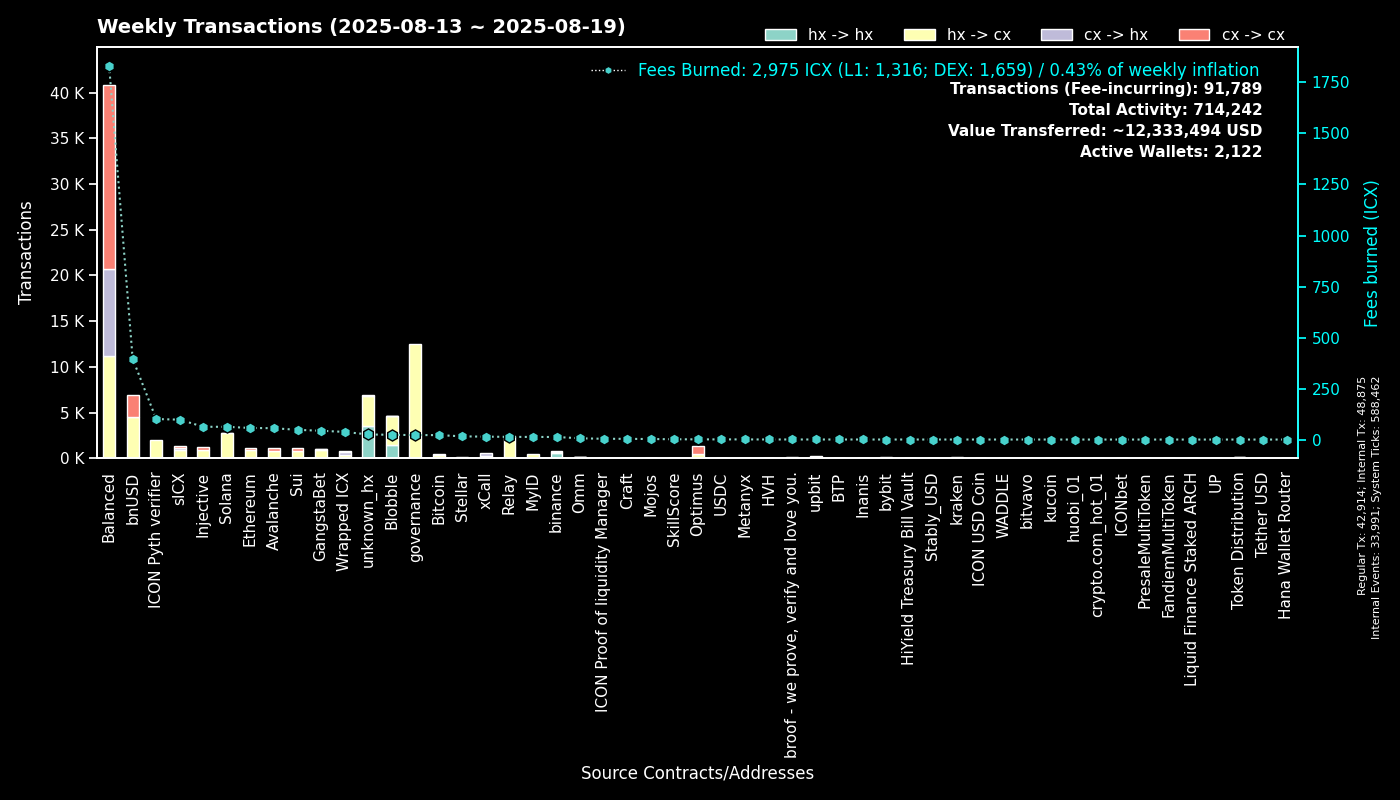 Weekly Transactions (2025-08-13 ~ 2025-08-19)
hx -> hx
hx -> cx
cx -> hx
cx -> cx
Fees Burned: 2,975 ICX (L1: 1,316; DEX: 1,659) / 0.43% of weekly inflation
Transactions (Fee-incurring): 91,789
Total Activity: 714,242
Value Transferred: ~12,333,494 USD
Active Wallets: 2,122
Transactions
40 K
35 K
30 K
25 K
20 K
15 K
10 K
5 K
0 K
1750
1500
1250
1000
750
500
250
0
Fees burned (ICX)
Regular Tx: 42,914; Internal Tx: 48,875
Internal Events: 33,991; System Ticks: 588,462
Balanced
bnUSD
ICON Pyth verifier
sICX
Injective
Solana
Ethereum
Avalanche
Sui
GangstaBet
Wrapped ICX
unknown_hx
Blobble
governance
Bitcoin
Stellar
xCall
Relay
MyID
binance
Omm
ICON Proof of liquidity Manager
Craft
Mojos
SkillScore
Optimus
USDC
Metanyx
HVH
broof - we prove, verify and love you.
upbit
BTP
Inanis
bybit
HiYield Treasury Bill Vault
Stably_USD
kraken
ICON USD Coin
WADDLE
bitvavo
kucoin
huobi_01
crypto.com_hot_01
ICONbet
PresaleMultiToken
FandiemMultiToken
Liquid Finance Staked ARCH
UP
Token Distribution
Tether USD
Hana Wallet Router
Source Contracts/Addresses